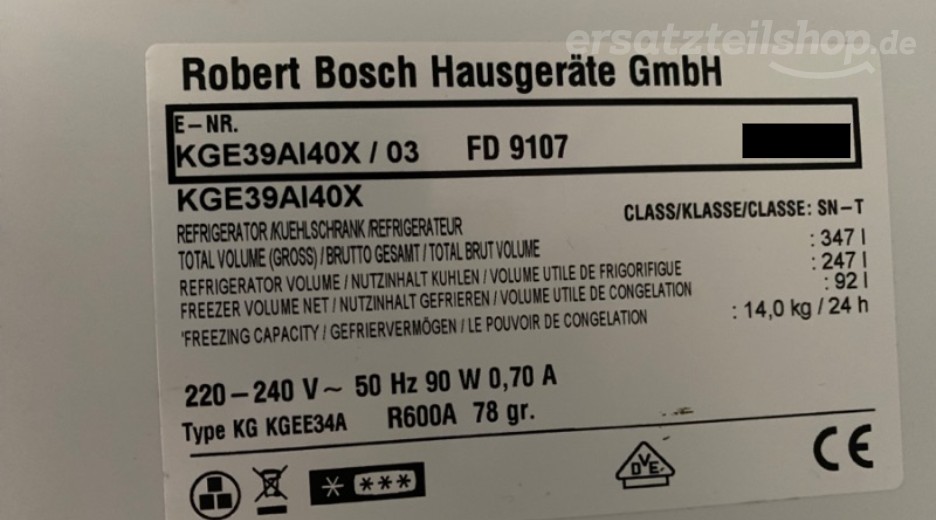 ersatzteilshop.de
Robert Bosch Hausgeräte GmbH
E-NR.
KGE39AI40X / 03 FD 9107
KGE39AI40X
CLASS/KLASSE/CLASSE: SN-T
REFRIGERATOR /KUEHLSCHRANK /REFRIGERATEUR
TOTAL VOLUME (GROSS) / BRUTTO GESAMT / TOTAL BRUT VOLUME : 347 l
REFRIGERATOR VOLUME / NUTZINHALT KUHLEN / VOLUME UTILE DE FRIGORIFIGUE : 247 l
FREEZER VOLUME NET / NUTZINHALT GEFRIEREN / VOLUME UTILE DE CONGELATION : 92 l
*FREEZING CAPACITY / GEFRIERVERMÖGEN / LE POUVOIR DE CONGELATION : 14,0 kg / 24 h
220-240 V~ 50 Hz 90 W 0,70 A
Type KG KGEE34A R600A 78 gr.
DVE
CE